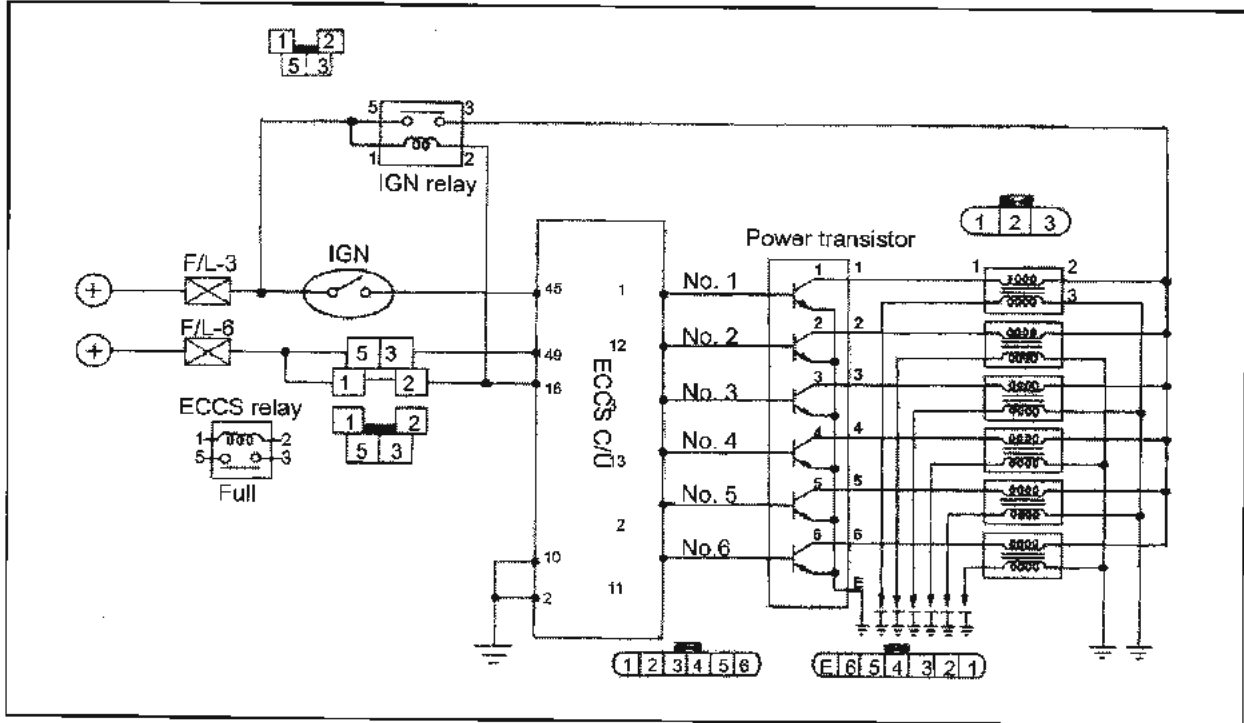 1 2
5 3
5 3
1 2
IGN relay
1 2 3
Power transistor
F/L-3
IGN
+
45
1
No. 1
1 1
1 2
3
F/L-6
+
5 3
49
12
No. 2
2 2
1 2
16
ECCS relay
1 2
5 3
1 2
5 3
Full
ECCS C/U
3
No. 3
3 3
13
No. 4
4 4
2
No. 5
5 5
10
No.6
6 6
2
11
E
1 2 3 4 5 6
E 6 5 4 3 2 1